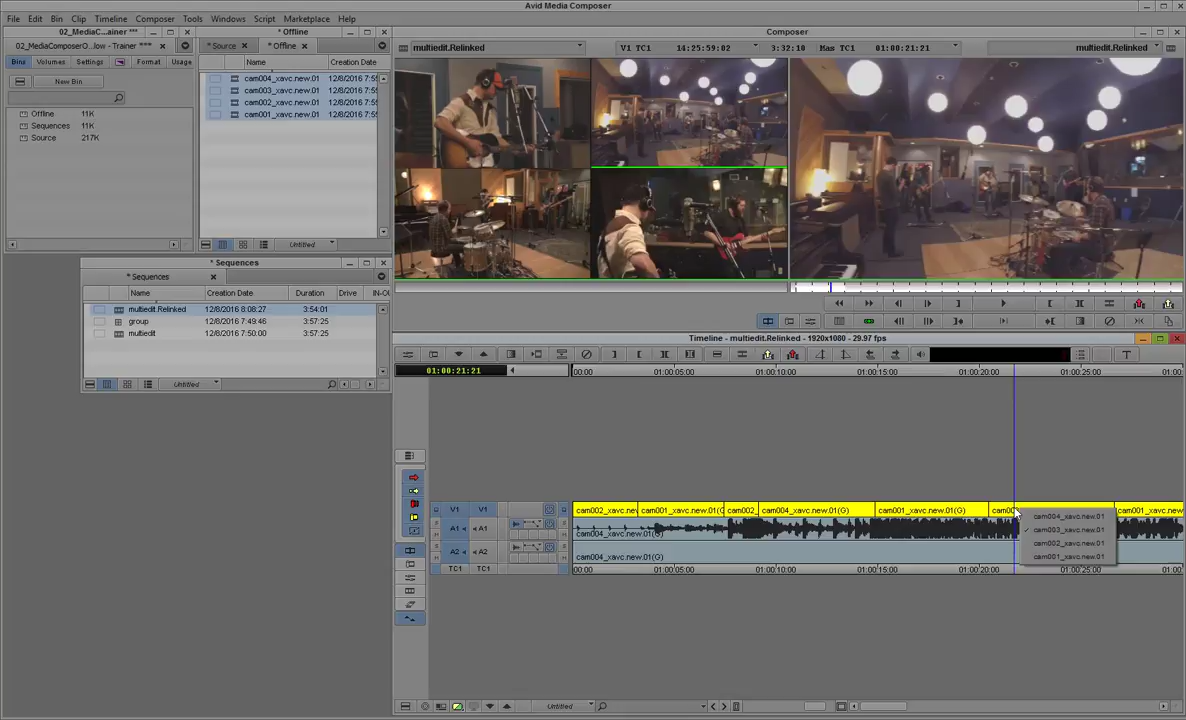 Avid Media Composer
File Edit Bin Clip Timeline Composer Tools Windows Script Marketplace Help
02_MediaC...ainer ***
* Offline
Composer
02_MediaComposerO...low - Trainer ***
* Source
* Offline
multiedit.Relinked
V1 TC1 14:25:59:02 3:32:10 Mas TC1 01:00:21:21
multiedit.Relinked
Bins Volumes Settings Format Usage
Name Creation Date
New Bin
cam004_xavc.new.01 12/8/2016 7:5
cam003_xavc.new.01 12/8/2016 7:5
cam002_xavc.new.01 12/8/2016 7:5
cam001_xavc.new.01 12/8/2016 7:5
Offline 11K
Sequences 11K
Source 217K
Untitled
* Sequences
* Sequences
Name Creation Date Duration Drive IN-OU
multiedit.Relinked 12/8/2016 8:08:27 3:54:01
group 12/8/2016 7:49:46 3:57:25
multiedit 12/8/2016 7:50:00 3:57:25
Untitled
Timeline - multiedit.Relinked - 1920x1080 - 29.97 fps
01:00:21:21
00:00 01:00:05:00 01:00:10:00 01:00:15:00 01:00:20 01:00:25:00 01:00:
V1 V1 cam002_xavc.nev cam001_xavc.new.01(G cam002_ cam004_xavc.new.01(G) cam001_xavc.new.01(G) cam00 cam001_xavc.new
A1 A1 cam004_xavc.new.01(G)
A2 A2 cam004_xavc.new.01(G)
TC1 TC1 00:00 01:00:05:00 01:00:10:00 01:00:15:00 01:00:20 01:00:25:00 01:00:
cam004_xavc.new.01
cam003_xavc.new.01
cam002_xavc.new.01
cam001_xavc.new.01
Untitled